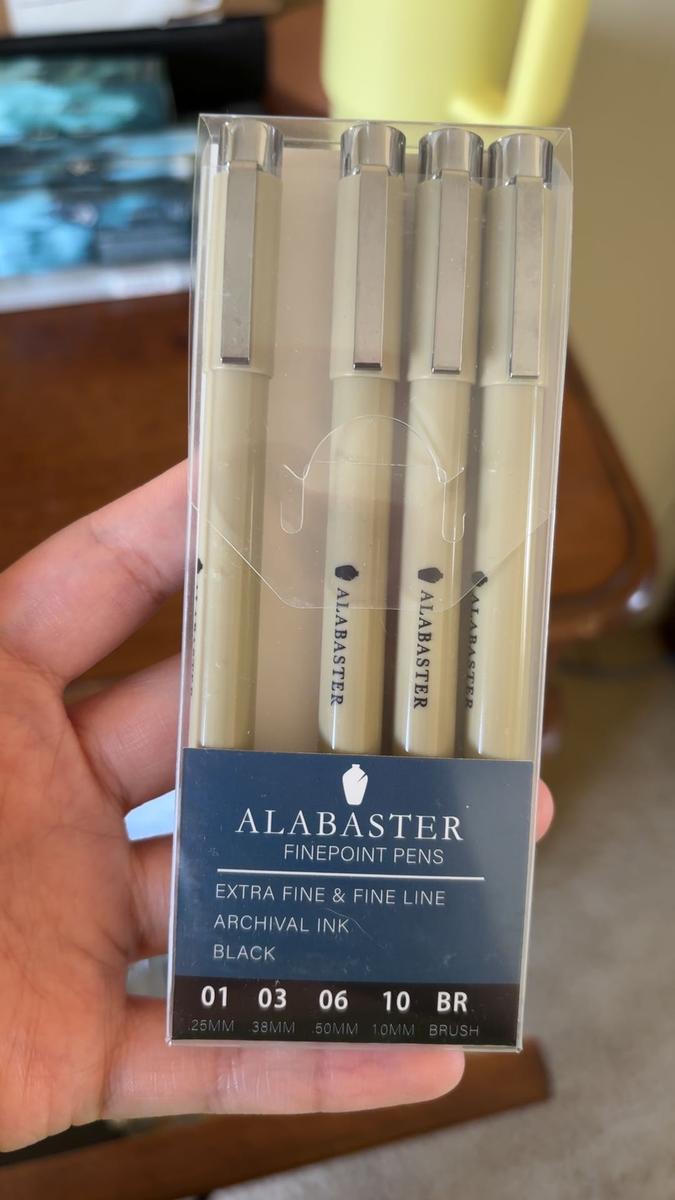 ALABASTER
ALABASTER
ALABASTER
ALABASTER
FINEPOINT PENS
EXTRA FINE & FINE LINE
ARCHIVAL INK
BLACK
01 03 06 10 BR
.25MM .38MM .50MM 1.0MM BRUSH